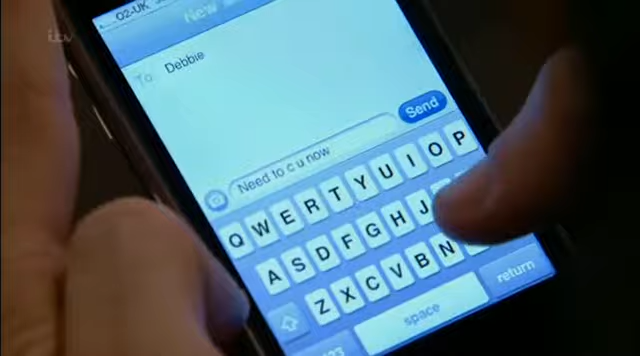 itv
O2-UK
New
To Debbie
Send
Need to c u now
Q W E R T Y U I O P
A S D F G H J
Z X C V B N
space return